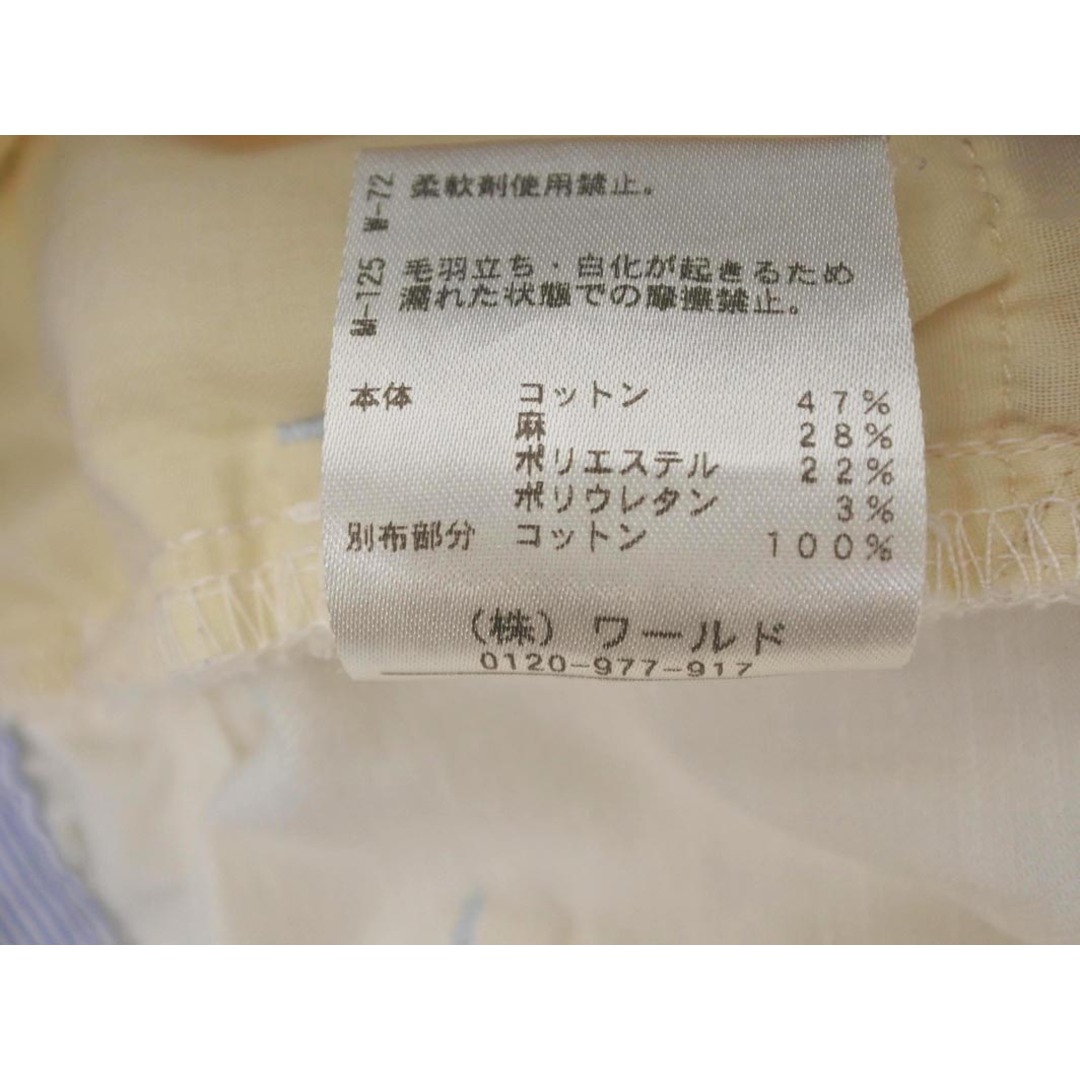 W-72 柔軟剤使用禁止。
M-125 毛羽立ち・白化が起きるため
濡れた状態での摩擦禁止。
本体 コットン 47%
麻 28%
ポリエステル 22%
ポリウレタン 3%
別布部分 コットン 100%
(株) ワールド
0120-977-917